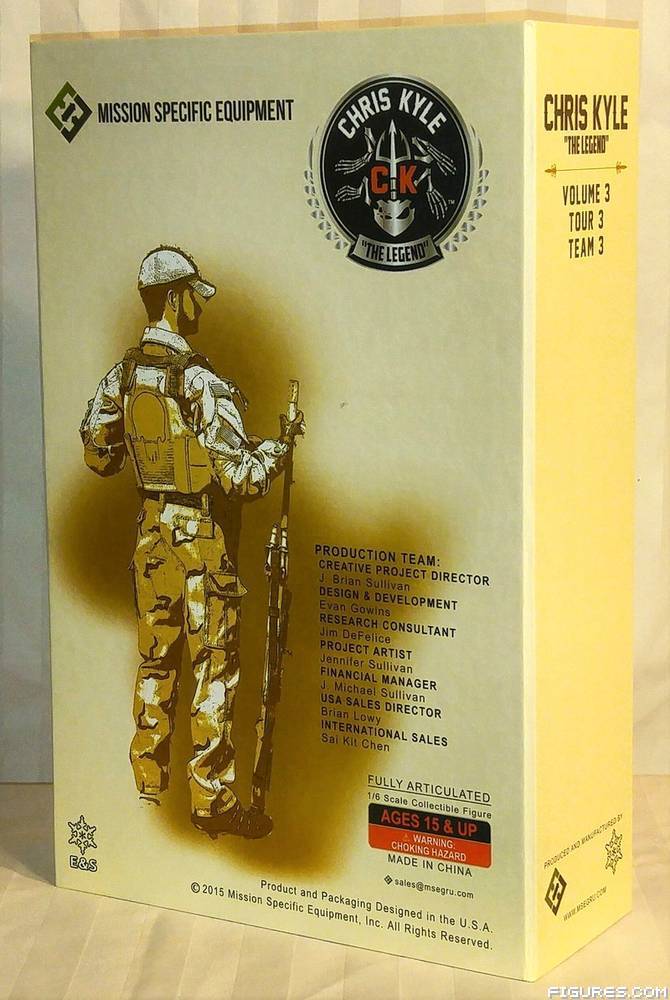 MISSION SPECIFIC EQUIPMENT
CHRIS KYLE
CK
TM
"THE LEGEND"
PRODUCTION TEAM:
CREATIVE PROJECT DIRECTOR
J. Brian Sullivan
DESIGN & DEVELOPMENT
Evan Gowins
RESEARCH CONSULTANT
Jim DeFelice
PROJECT ARTIST
Jennifer Sullivan
FINANCIAL MANAGER
J. Michael Sullivan
USA SALES DIRECTOR
Brian Lowy
INTERNATIONAL SALES
Sai Kit Chen
FULLY ARTICULATED
1/6 Scale Collectible Figure
AGES 15 & UP
⚠ WARNING:
CHOKING HAZARD
MADE IN CHINA
sales@msegru.com
E&S
Product and Packaging Designed in the U.S.A.
© 2015 Mission Specific Equipment, Inc. All Rights Reserved.
CHRIS KYLE
"THE LEGEND"
VOLUME 3
TOUR 3
TEAM 3
PRODUCED AND MANUFACTURED BY
WWW.MSEGRU.COM
FIGURES.COM